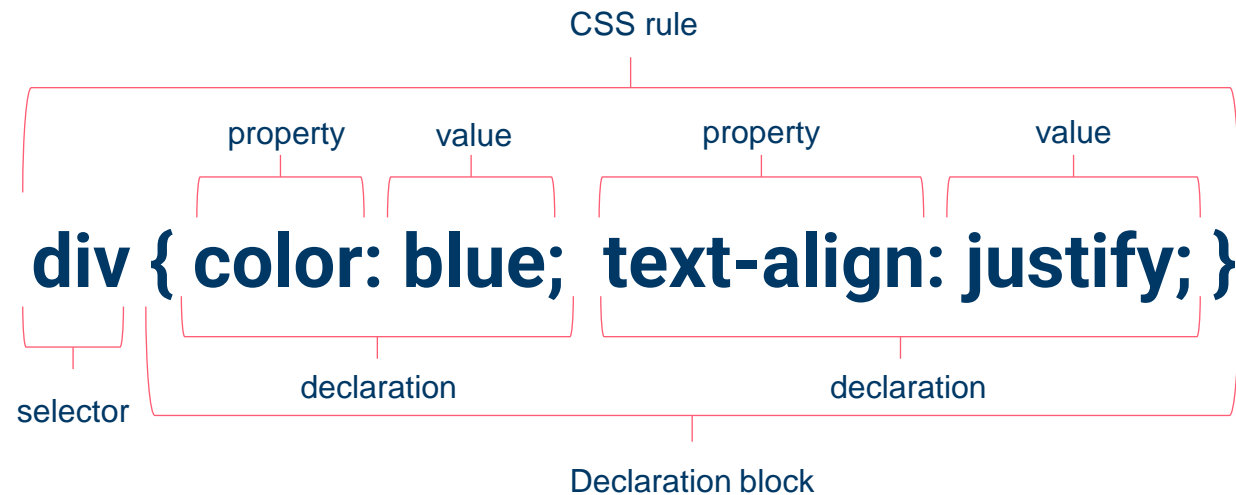 CSS rule
property value property value
div { color: blue; text-align: justify; }
declaration declaration
selector
Declaration block